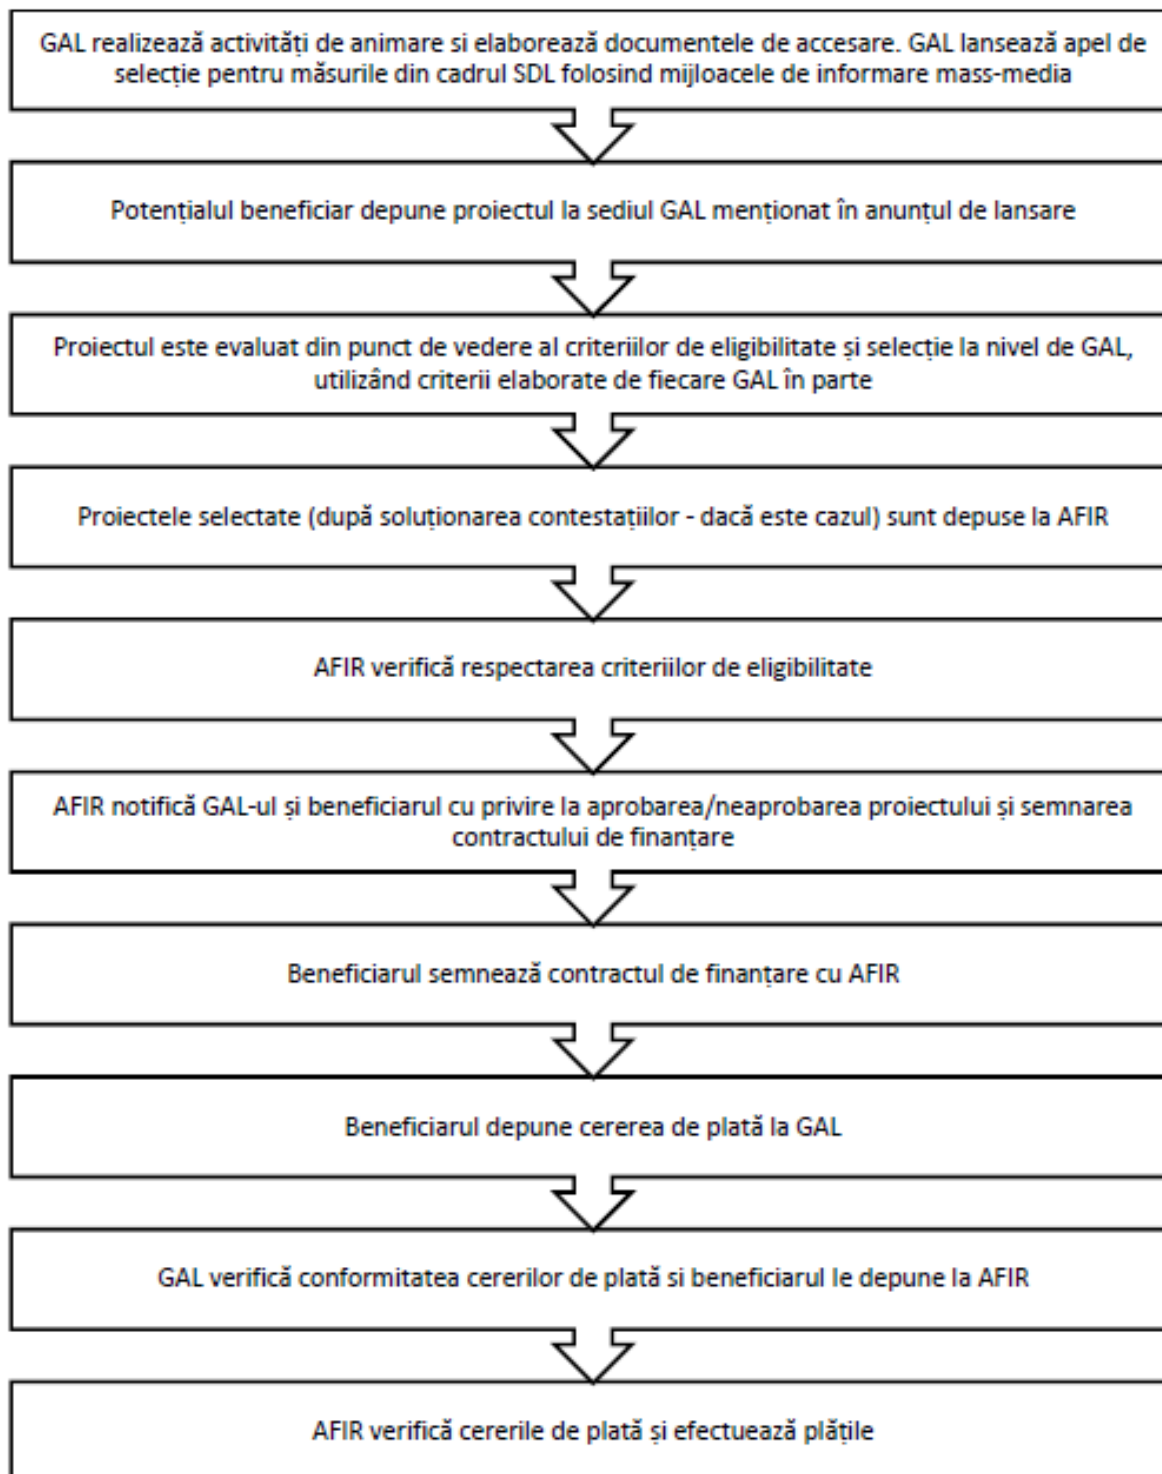 GAL realizează activități de animare si elaborează documentele de accesare. GAL lansează apel de
selecție pentru măsurile din cadrul SDL folosind mijloacele de informare mass-media
Potențialul beneficiar depune proiectul la sediul GAL menționat în anunțul de lansare
Proiectul este evaluat din punct de vedere al criteriilor de eligibilitate și selecție la nivel de GAL,
utilizând criterii elaborate de fiecare GAL în parte
Proiectele selectate (după soluționarea contestațiilor - dacă este cazul) sunt depuse la AFIR
AFIR verifică respectarea criteriilor de eligibilitate
AFIR notifică GAL-ul și beneficiarul cu privire la aprobarea/neaprobarea proiectului și semnarea
contractului de finanțare
Beneficiarul semnează contractul de finanțare cu AFIR
Beneficiarul depune cererea de plată la GAL
GAL verifică conformitatea cererilor de plată si beneficiarul le depune la AFIR
AFIR verifică cererile de plată și efectuează plățile